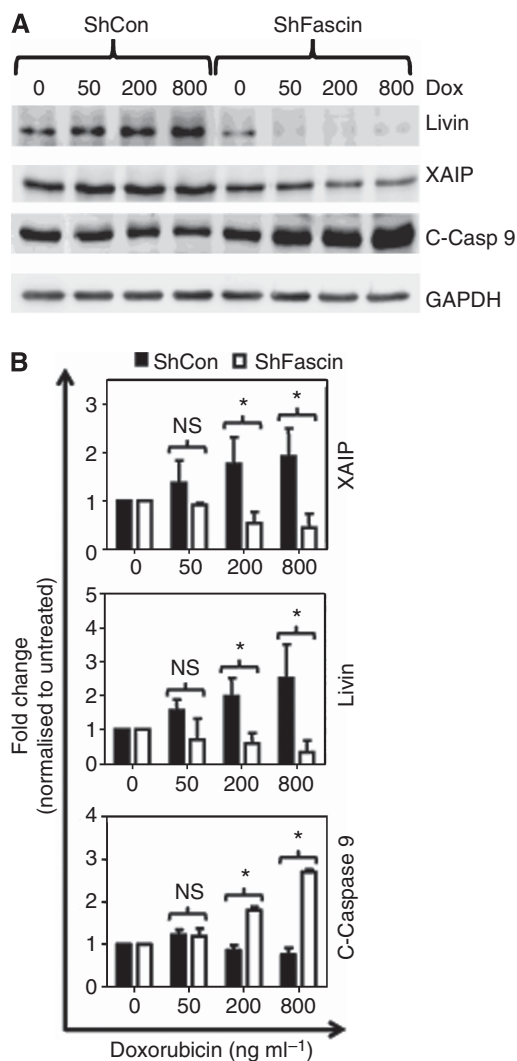 A
ShCon ShFascin
0 50 200 800 0 50 200 800 Dox
Livin
XAIP
C-Casp 9
GAPDH
B
ShCon ShFascin
Fold change
(normalised to untreated)
3
2
1
0
NS * *
0 50 200 800
XAIP
5
4
3
2
1
0
NS * *
0 50 200 800
Livin
4
3
2
1
0
NS * *
0 50 200 800
C-Caspase 9
Doxorubicin (ng ml⁻¹)